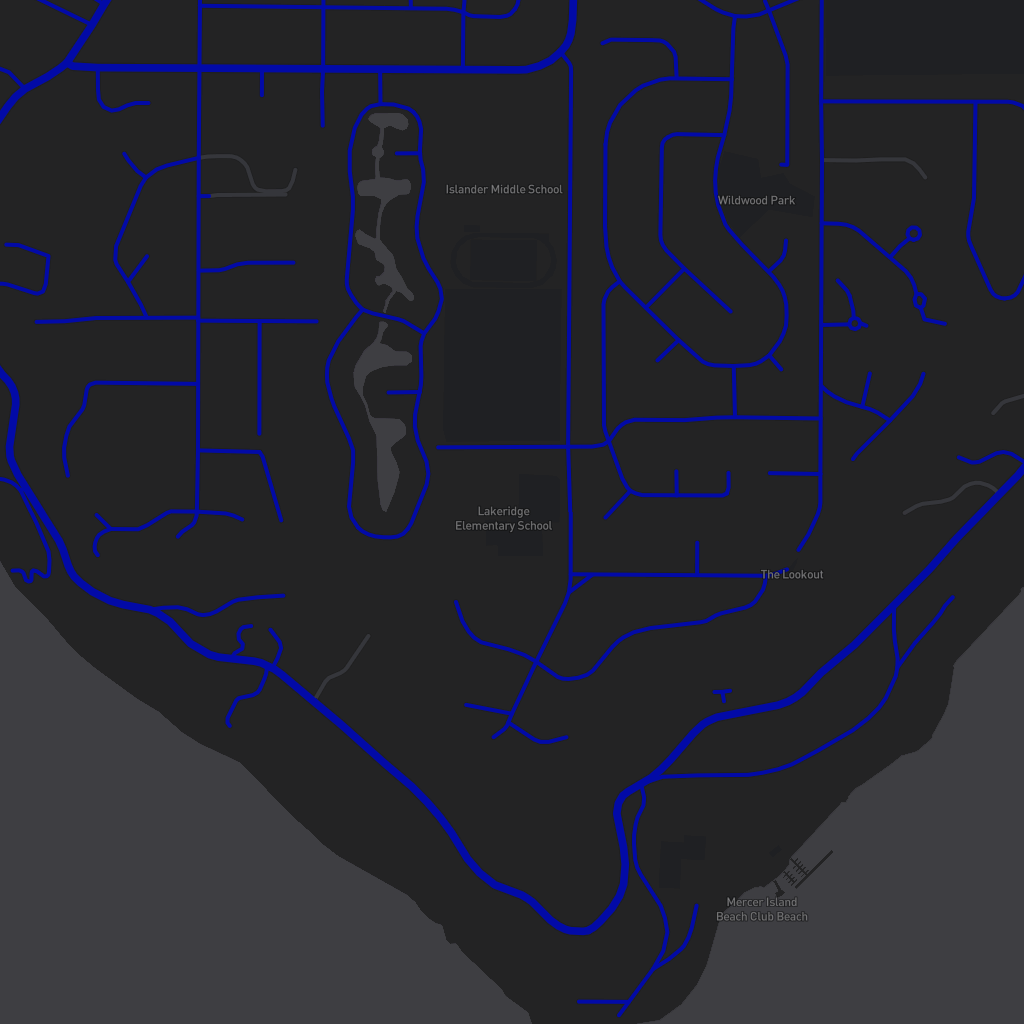 Islander Middle School
Wildwood Park
Lakeridge
Elementary School
The Lookout
Mercer Island
Beach Club Beach